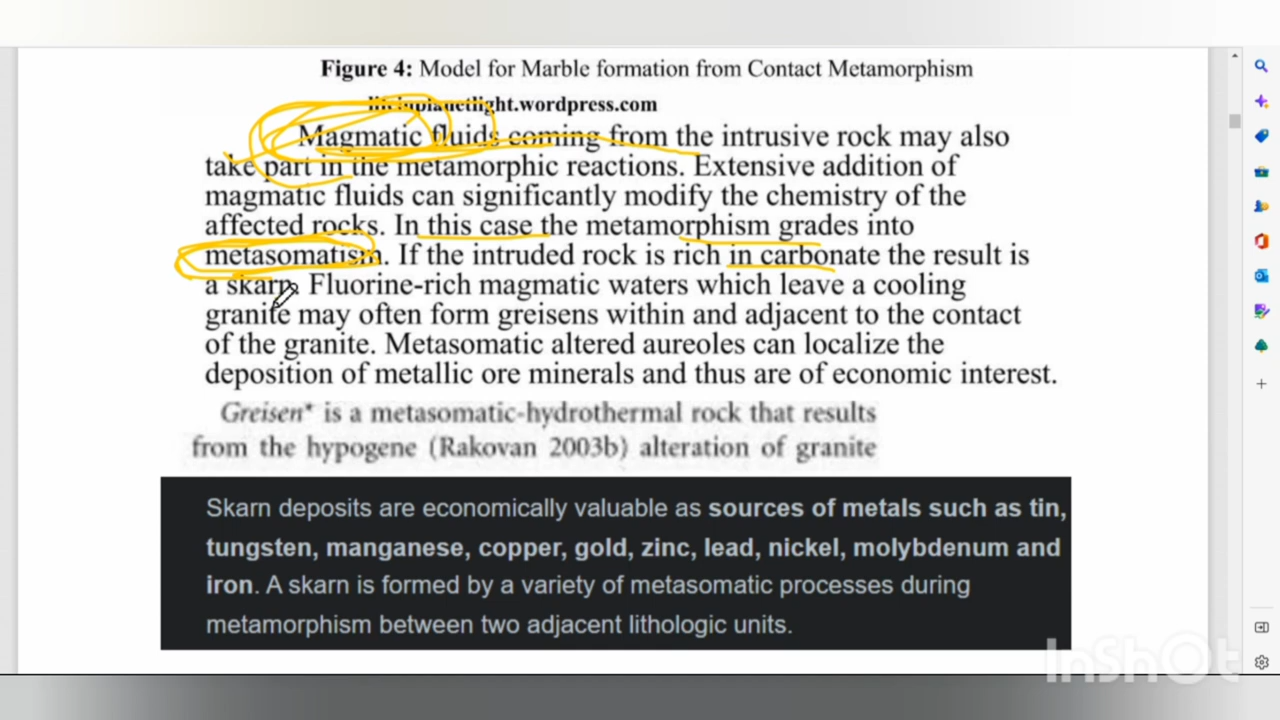 Figure 4: Model for Marble formation from Contact Metamorphism
lifeinplanetlight.wordpress.com
Magmatic fluids coming from the intrusive rock may also
take part in the metamorphic reactions. Extensive addition of
magmatic fluids can significantly modify the chemistry of the
affected rocks. In this case the metamorphism grades into
metasomatism. If the intruded rock is rich in carbonate the result is
a skarn. Fluorine-rich magmatic waters which leave a cooling
granite may often form greisens within and adjacent to the contact
of the granite. Metasomatic altered aureoles can localize the
deposition of metallic ore minerals and thus are of economic interest.
Greisen* is a metasomatic-hydrothermal rock that results
from the hypogene (Rakovan 2003b) alteration of granite
Skarn deposits are economically valuable as sources of metals such as tin,
tungsten, manganese, copper, gold, zinc, lead, nickel, molybdenum and
iron. A skarn is formed by a variety of metasomatic processes during
metamorphism between two adjacent lithologic units.
InShOt